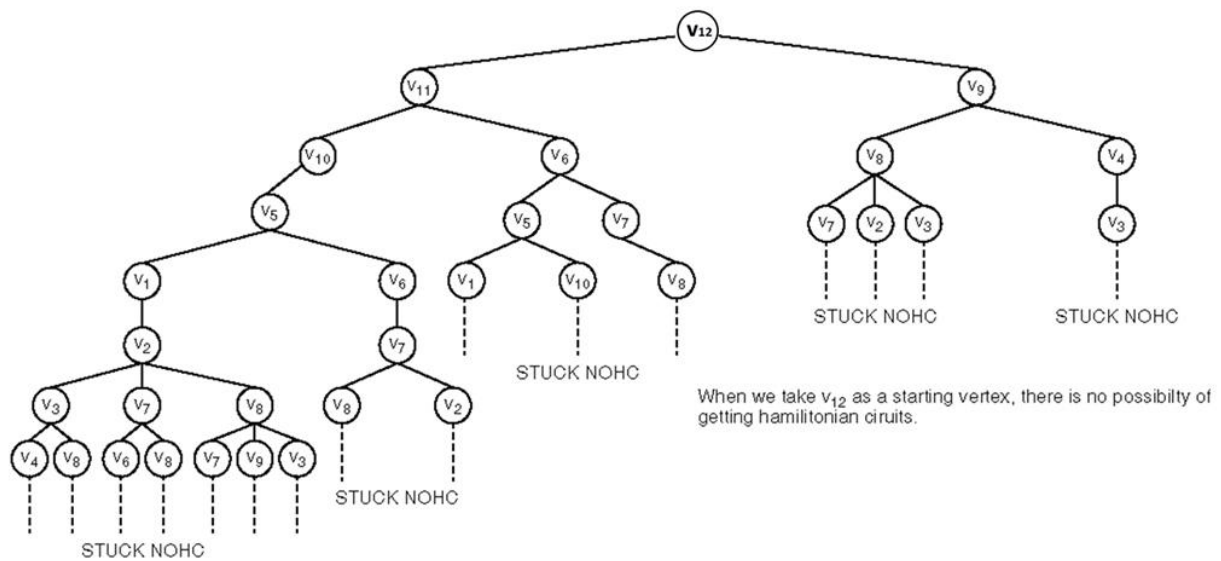 V12
V11 V9
V10 V6 V8 V4
V5 V5 V7 V7 V2 V3 V3
V1 V6 V1 V10 V8
STUCK NOHC STUCK NOHC
V2 V7
STUCK NOHC
V3 V7 V8 V8 V2
When we take v12 as a starting vertex, there is no possibilty of
getting hamilitonian ciruits.
V4 V8 V6 V8 V7 V9 V3
STUCK NOHC
STUCK NOHC